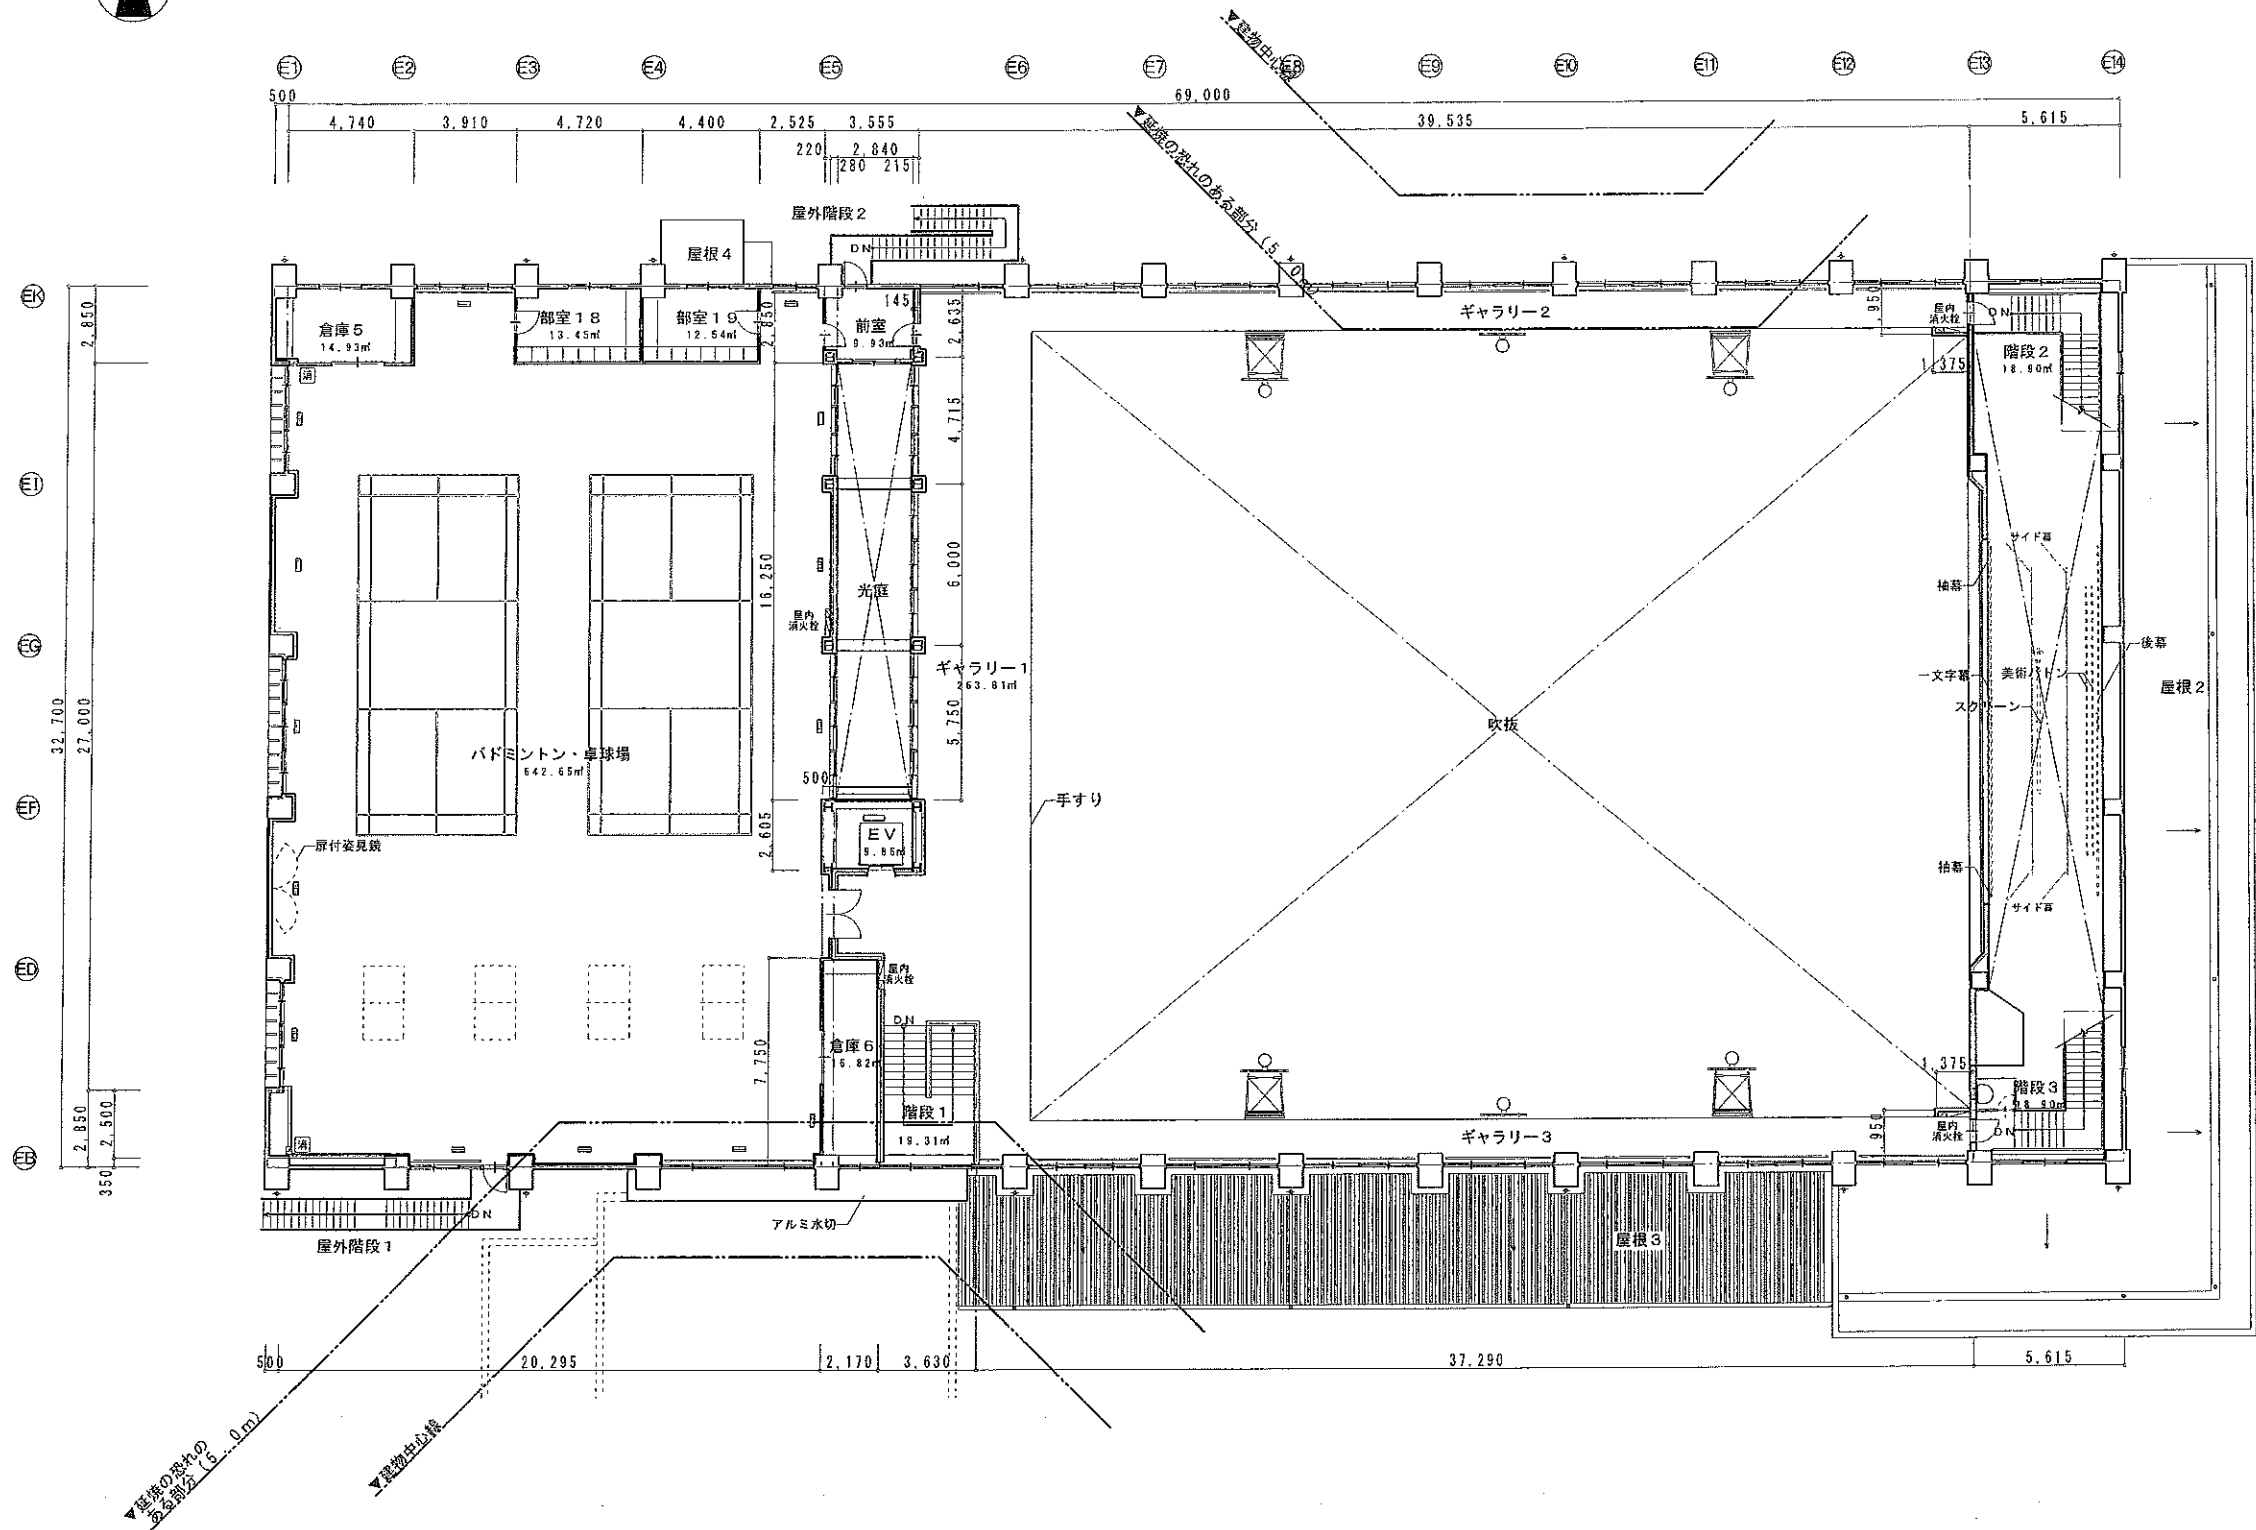 E1 E2 E3 E4 E5 E6 E7 E8 E9 E10 E11 E12 E13 E14
▼建物中心線
500 69,000
4,740 3,910 4,720 4,400 2,525 3,555 39,535 5,615
▼延焼の恐れのある部分(5.0m)
220 2,840
280 215
屋外階段2
DN
屋根4
EK
2,850
倉庫5
14.93㎡
部室18
13.45㎡
部室19
12.54㎡
2,850
前室
9.93㎡
145
2,635
ギャラリー2
950
屋内
消火栓
DN
階段2
18.90㎡
1,375
消
4,715
EI
サイド幕
16,250
6,000
光庭
袖幕
屋内
消火栓
EG
後幕
ギャラリー1
263.61㎡
一文字幕
美術バトン
屋根2
スクリーン
32,700
27,000
5,750
吹抜
バドミントン・卓球場
642.65㎡
500
手すり
EF
2,605
EV
9.85㎡
扉付姿見鏡
袖幕
サイド幕
ED
屋内
消火栓
DN
倉庫6
16.82㎡
7,750
1,375
階段3
18.90㎡
階段1
19.31㎡
2,850
2,500
消
ギャラリー3
950
屋内
消火栓
DN
EB
350
DN
アルミ水切
屋外階段1
屋根3
500 20,295 2,170 3,630 37,290 5,615
▼延焼の恐れの
ある部分(5.0m)
▼建物中心線